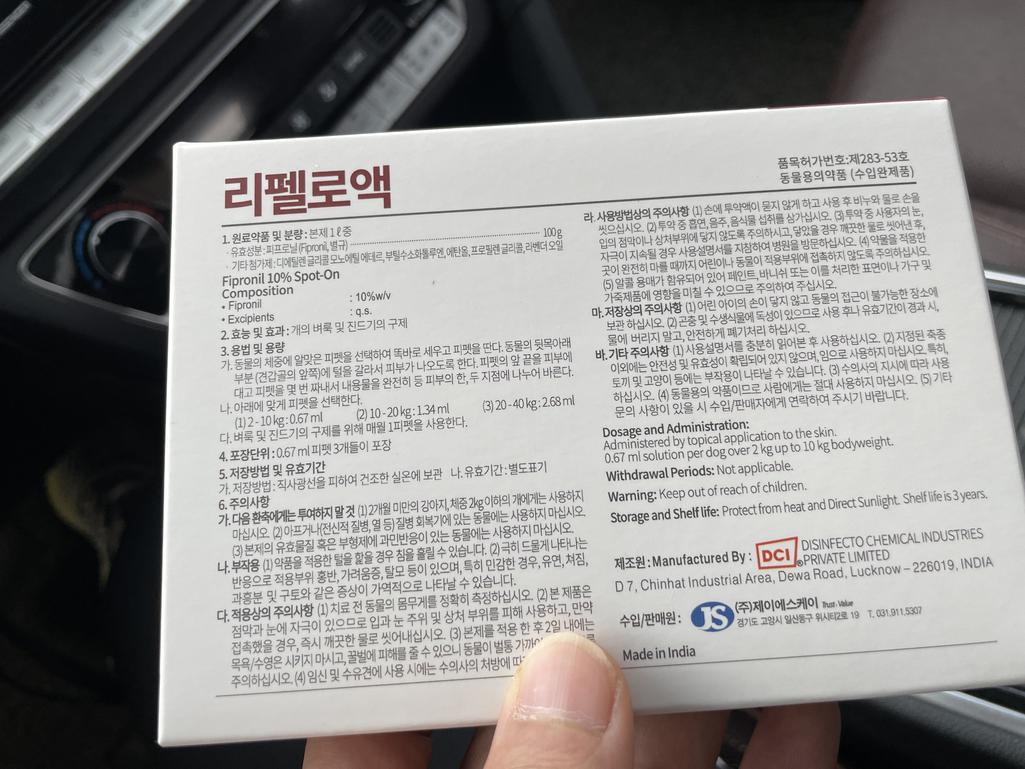 리펠로액
품목허가번호:제283-53호
동물용의약품 (수입완제품)
1. 원료약품 및 분량: 본제 1ℓ 중
· 유효성분 : 피프로닐 (Fipronil, 별규) 100g
· 기타 첨가제 : 디에틸렌 글리콜 모노에틸 에테르, 부틸수소화톨루엔, 에탄올, 프로필렌 글리콜, 라벤더 오일
Fipronil 10% Spot-On
Composition
• Fipronil : 10%w/v
• Excipients : q.s.
2. 효능 및 효과: 개의 벼룩 및 진드기의 구제
3. 용법 및 용량
가. 동물의 체중에 알맞은 피펫을 선택하여 똑바로 세우고 피펫을 딴다. 동물의 뒷목아래
부분 (견갑골의 앞쪽)에 털을 갈라서 피부가 나오도록 한다. 피펫의 앞 끝을 피부에
대고 피펫을 몇 번 짜내서 내용물을 완전히 등 피부의 한, 두 지점에 나누어 바른다.
나. 아래에 맞게 피펫을 선택한다.
(1) 2-10 kg : 0.67 ml (2) 10-20 kg : 1.34 ml (3) 20-40 kg : 2.68 ml
다. 벼룩 및 진드기의 구제를 위해 매월 1피펫을 사용한다.
4. 포장단위: 0.67 ml 피펫 3개들이 포장
5. 저장방법 및 유효기간
가. 저장방법 : 직사광선을 피하여 건조한 실온에 보관 나. 유효기간 : 별도표기
6. 주의사항
가. 다음 환축에게는 투여하지 말 것 (1) 2개월 미만의 강아지, 체중 2kg 이하의 개에게는 사용하지
마십시오. (2) 아프거나(전신적 질병, 열 등) 질병 회복기에 있는 동물에는 사용하지 마십시오.
(3) 본제의 유효물질 혹은 부형제에 과민반응이 있는 동물에는 사용하지 마십시오.
나. 부작용 (1) 약물을 적용한 털을 핥을 경우 침을 흘릴 수 있습니다. (2) 극히 드물게 나타나는
반응으로 적용부위 홍반, 가려움증, 탈모 등이 있으며, 특히 민감한 경우, 유연, 쳐짐,
과흥분 및 구토와 같은 증상이 가역적으로 나타날 수 있습니다.
다. 적용상의 주의사항 (1) 치료 전 동물의 몸무게를 정확히 측정하십시오. (2) 본 제품은
점막과 눈에 자극이 있으므로 입과 눈 주위 및 상처 부위를 피해 사용하고, 만약
접촉했을 경우, 즉시 깨끗한 물로 씻어내십시오. (3) 본제를 적용 한 후 2일 내에는
목욕/수영은 시키지 마시고, 꿀벌에 피해를 줄 수 있으니 동물이 벌통 가까이
주의하십시오. (4) 임신 및 수유견에 사용 시에는 수의사의 처방에 따
라. 사용방법상의 주의사항 (1) 손에 투약액이 묻지 않게 하고 사용 후 비누와 물로 손을
씻으십시오. (2) 투약 중 흡연, 음주, 음식물 섭취를 삼가십시오. (3) 투약 중 사용자의 눈,
입의 점막이나 상처부위에 닿지 않도록 주의하시고, 닿았을 경우 깨끗한 물로 씻어낸 후,
자극이 지속될 경우 사용설명서를 지참하여 병원을 방문하십시오. (4) 약물을 적용한
곳이 완전히 마를 때까지 어린이나 동물이 적용부위에 접촉하지 않도록 주의하십시오.
(5) 알콜 용매가 함유되어 있어 페인트, 바니쉬 또는 이를 처리한 표면이나 가구 및
가죽제품에 영향을 미칠 수 있으므로 주의하여 주십시오.
마. 저장상의 주의사항 (1) 어린 아이의 손이 닿지 않고 동물의 접근이 불가능한 장소에
보관 하십시오. (2) 곤충 및 수생식물에 독성이 있으므로 사용 후나 유효기간이 경과 시,
물에 버리지 말고, 안전하게 폐기처리 하십시오.
바. 기타 주의사항 (1) 사용설명서를 충분히 읽어본 후 사용하십시오. (2) 지정된 축종
이외에는 안전성 및 유효성이 확립되어 있지 않으며, 임으로 사용하지 마십시오. 특히,
토끼 및 고양이 등에는 부작용이 나타날 수 있습니다. (3) 수의사의 지시에 따라 사용
하십시오. (4) 동물용의 약품이므로 사람에게는 절대 사용하지 마십시오. (5) 기타
문의 사항이 있을 시 수입/판매자에게 연락하여 주시기 바랍니다.
Dosage and Administration:
Administered by topical application to the skin.
0.67 ml solution per dog over 2 kg up to 10 kg bodyweight.
Withdrawal Periods: Not applicable.
Warning: Keep out of reach of children.
Storage and Shelf life: Protect from heat and Direct Sunlight. Shelf life is 3 years.
제조원 : Manufactured By : DCI DISINFECTO CHEMICAL INDUSTRIES
PRIVATE LIMITED
D 7, Chinhat Industrial Area, Dewa Road, Lucknow – 226019, INDIA
수입/판매원 : JS (주)제이에스케이 Trust · Value
경기도 고양시 일산동구 위시티2로 19 T. 031.911.5307
Made in India